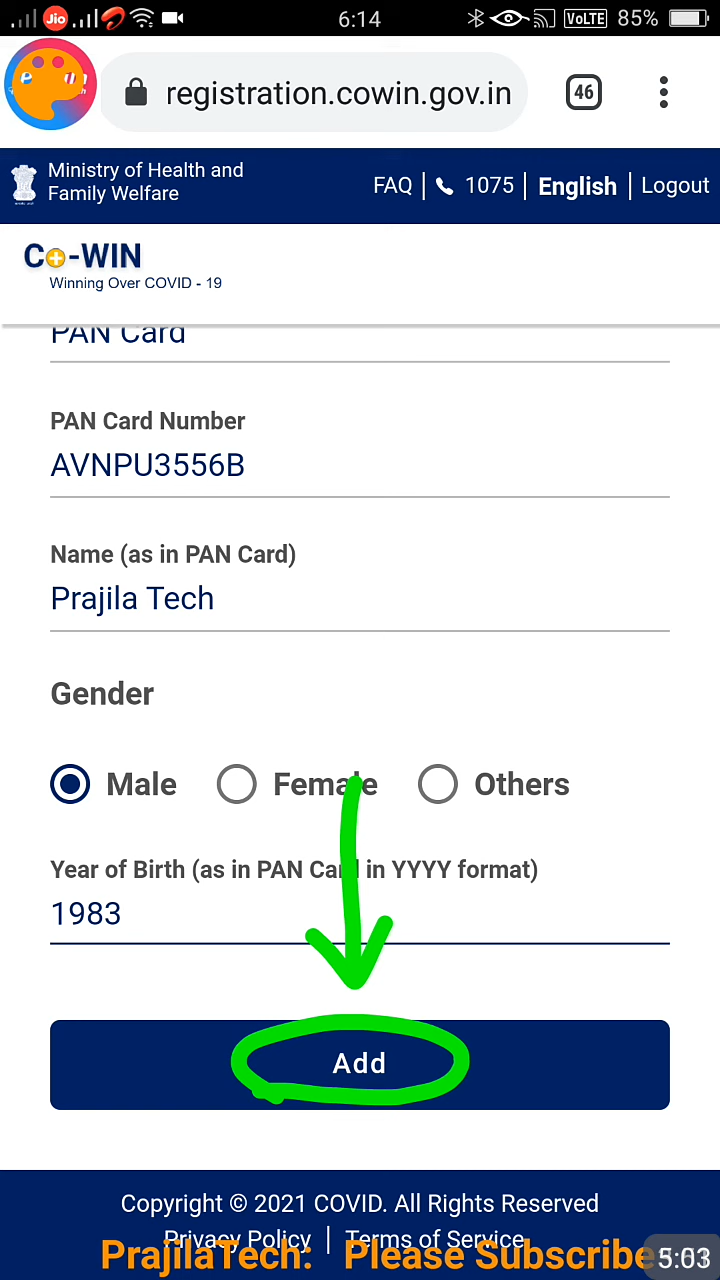 Jio 6:14 VoLTE 85%
registration.cowin.gov.in 46
Ministry of Health and
Family Welfare
FAQ | 1075 | English | Logout
Co-WIN
Winning Over COVID - 19
PAN Card
PAN Card Number
AVNPU3556B
Name (as in PAN Card)
Prajila Tech
Gender
Male Female Others
Year of Birth (as in PAN Card in YYYY format)
1983
Add
Copyright © 2021 COVID. All Rights Reserved
Privacy Policy | Terms of Service
PrajilaTech: Please Subscribe
5:03